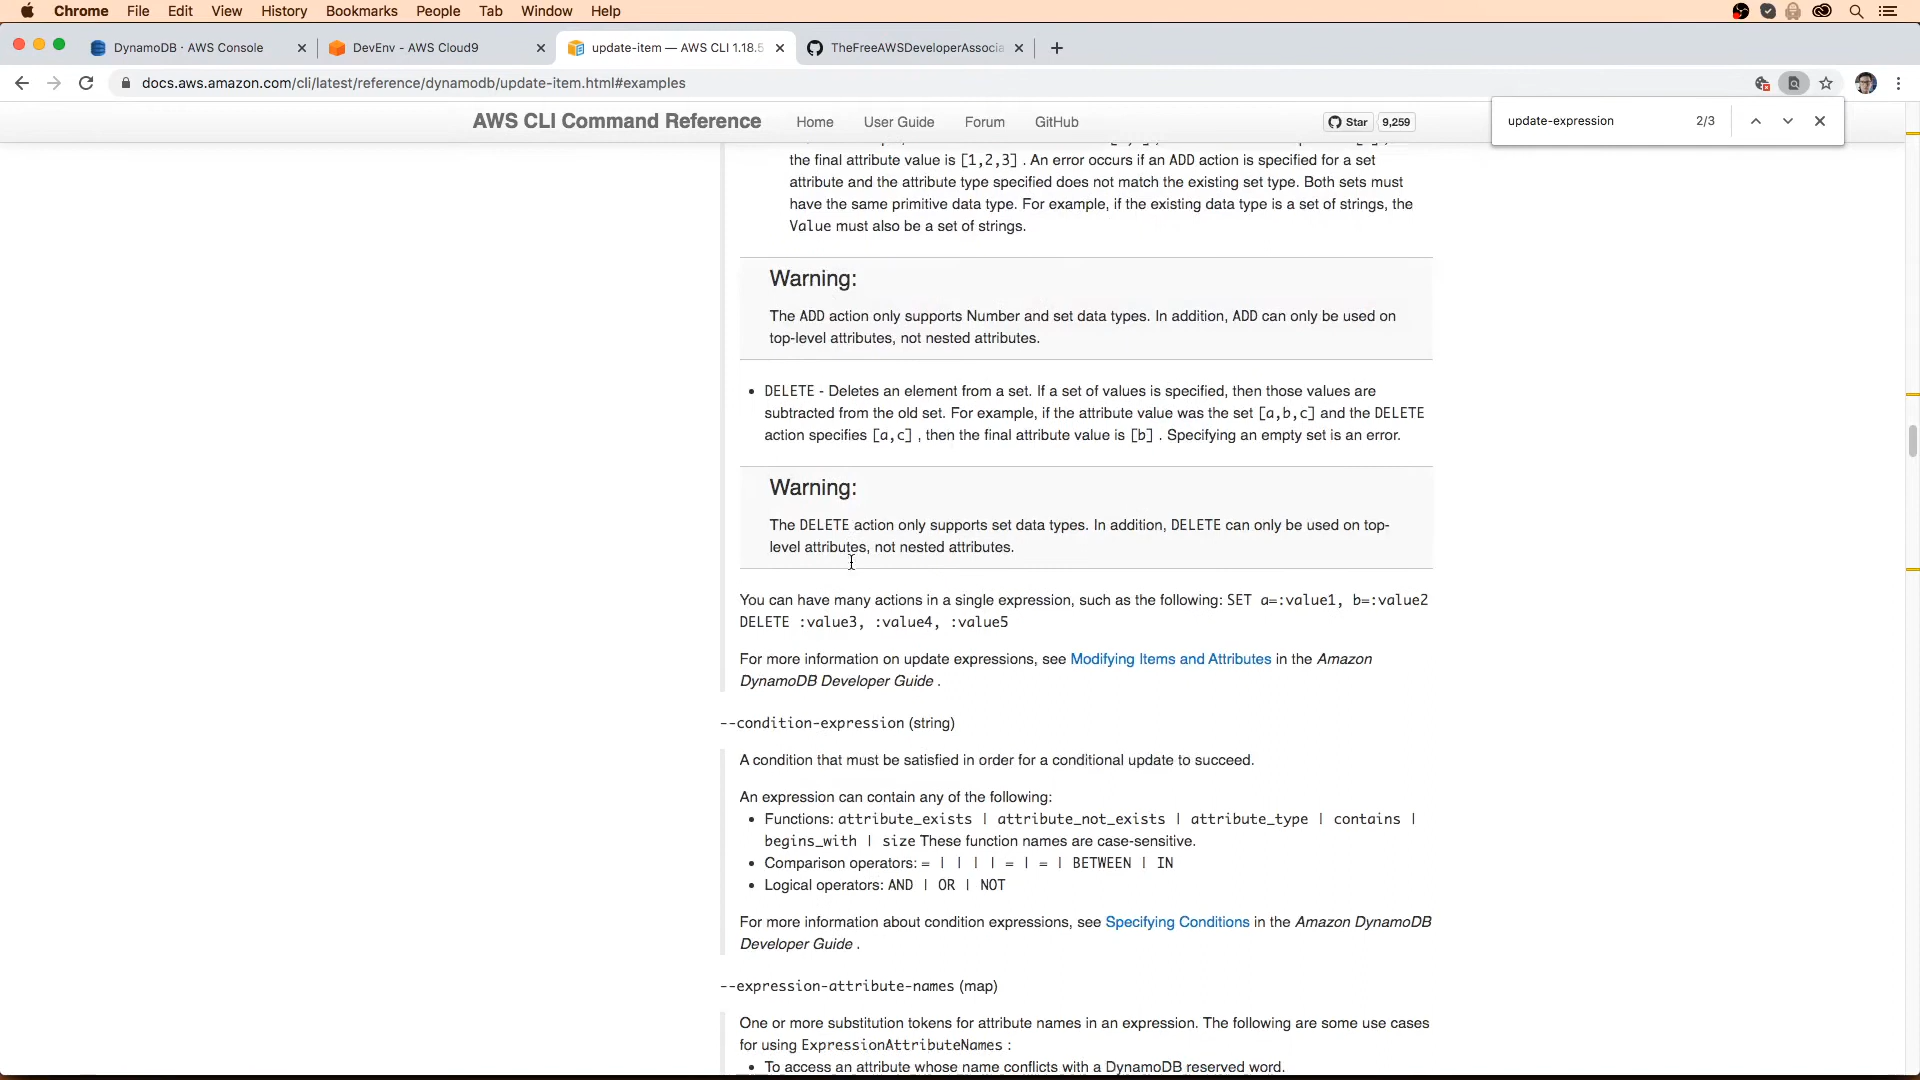 Chrome File Edit View History Bookmarks People Tab Window Help
DynamoDB · AWS Console
DevEnv - AWS Cloud9
update-item — AWS CLI 1.18.5
TheFreeAWSDeveloperAssocia
docs.aws.amazon.com/cli/latest/reference/dynamodb/update-item.html#examples
update-expression 2/3
AWS CLI Command Reference Home User Guide Forum GitHub Star 9,259
the final attribute value is [1,2,3] . An error occurs if an ADD action is specified for a set
attribute and the attribute type specified does not match the existing set type. Both sets must
have the same primitive data type. For example, if the existing data type is a set of strings, the
Value must also be a set of strings.
Warning:
The ADD action only supports Number and set data types. In addition, ADD can only be used on
top-level attributes, not nested attributes.
• DELETE - Deletes an element from a set. If a set of values is specified, then those values are
subtracted from the old set. For example, if the attribute value was the set [a,b,c] and the DELETE
action specifies [a,c] , then the final attribute value is [b] . Specifying an empty set is an error.
Warning:
The DELETE action only supports set data types. In addition, DELETE can only be used on top-
level attributes, not nested attributes.
You can have many actions in a single expression, such as the following: SET a=:value1, b=:value2
DELETE :value3, :value4, :value5
For more information on update expressions, see Modifying Items and Attributes in the Amazon
DynamoDB Developer Guide .
--condition-expression (string)
A condition that must be satisfied in order for a conditional update to succeed.
An expression can contain any of the following:
• Functions: attribute_exists | attribute_not_exists | attribute_type | contains |
begins_with | size These function names are case-sensitive.
• Comparison operators: = | | | | = | = | BETWEEN | IN
• Logical operators: AND | OR | NOT
For more information about condition expressions, see Specifying Conditions in the Amazon DynamoDB
Developer Guide .
--expression-attribute-names (map)
One or more substitution tokens for attribute names in an expression. The following are some use cases
for using ExpressionAttributeNames :
• To access an attribute whose name conflicts with a DynamoDB reserved word.